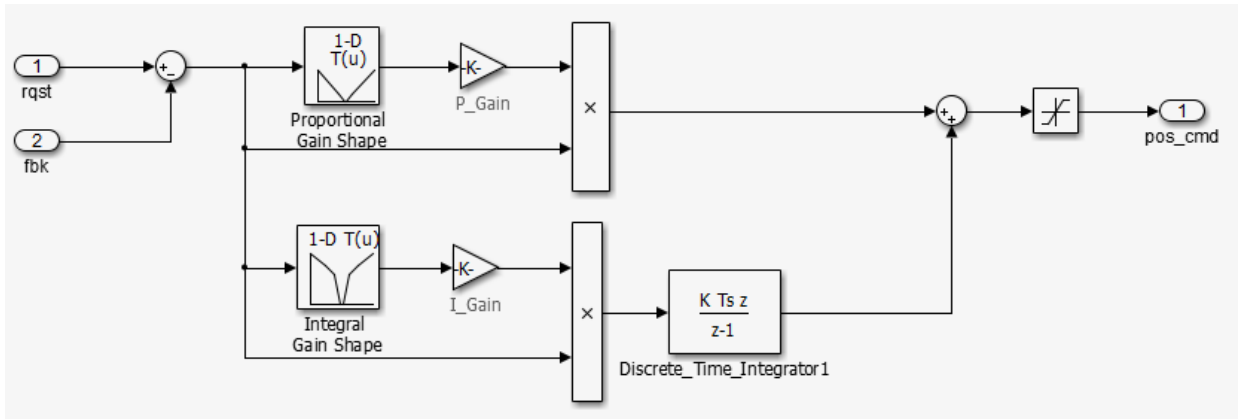 1
rqst
2
fbk
+
-
1-D
T(u)
Proportional
Gain Shape
-K-
P_Gain
×
1-D T(u)
Integral
Gain Shape
-K-
I_Gain
×
K Ts z
z-1
Discrete_Time_Integrator1
+
+
1
pos_cmd